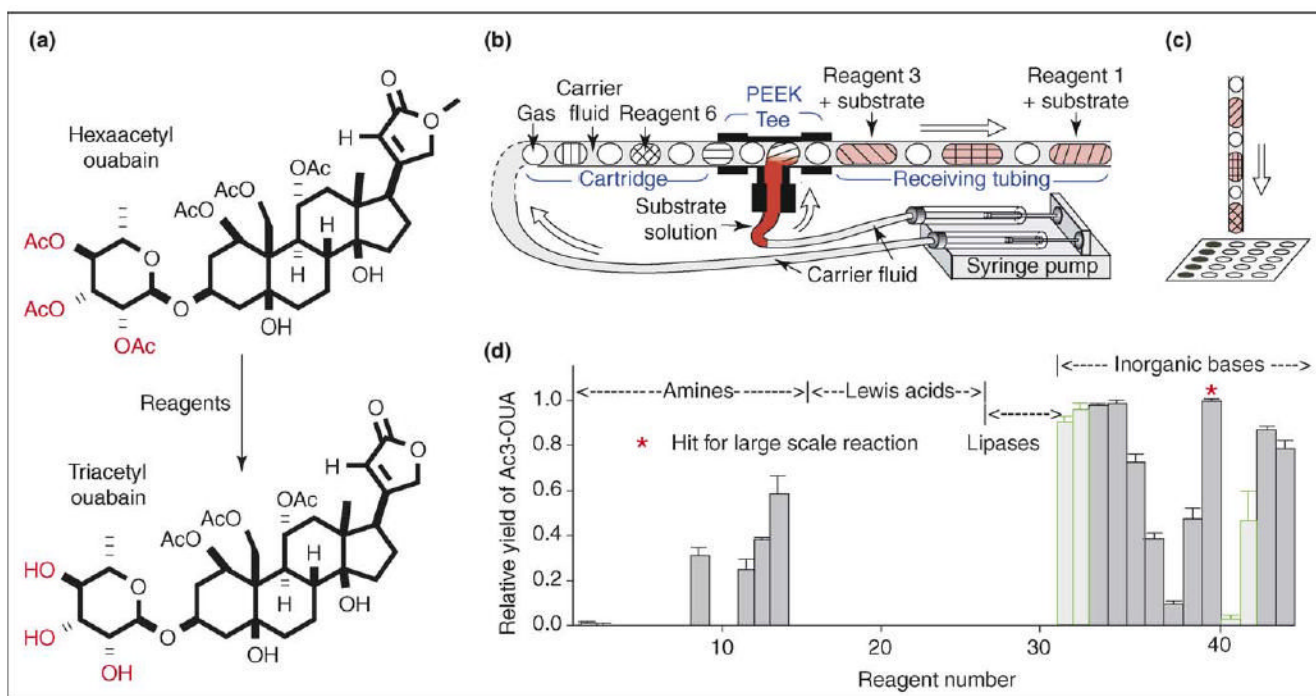 (a)
O
O
H
Hexaacetyl
ouabain
OAc
AcO
AcO
AcO
O
H
H
H
OH
AcO
O
OAc
OH
Reagents
Triacetyl
ouabain
O
O
H
OAc
AcO
AcO
HO
O
H
H
H
OH
HO
O
OH
OH
(b)
Gas
Carrier
fluid
Reagent 6
PEEK
Tee
Reagent 3
+ substrate
Reagent 1
+ substrate
Cartridge
Receiving tubing
Substrate
solution
Carrier fluid
Syringe pump
(c)
(d)
Relative yield of Ac3-OUA
1.0
0.8
0.6
0.4
0.2
0.0
Amines
Lewis acids
Lipases
Inorganic bases
* Hit for large scale reaction
*
10 20 30 40
Reagent number